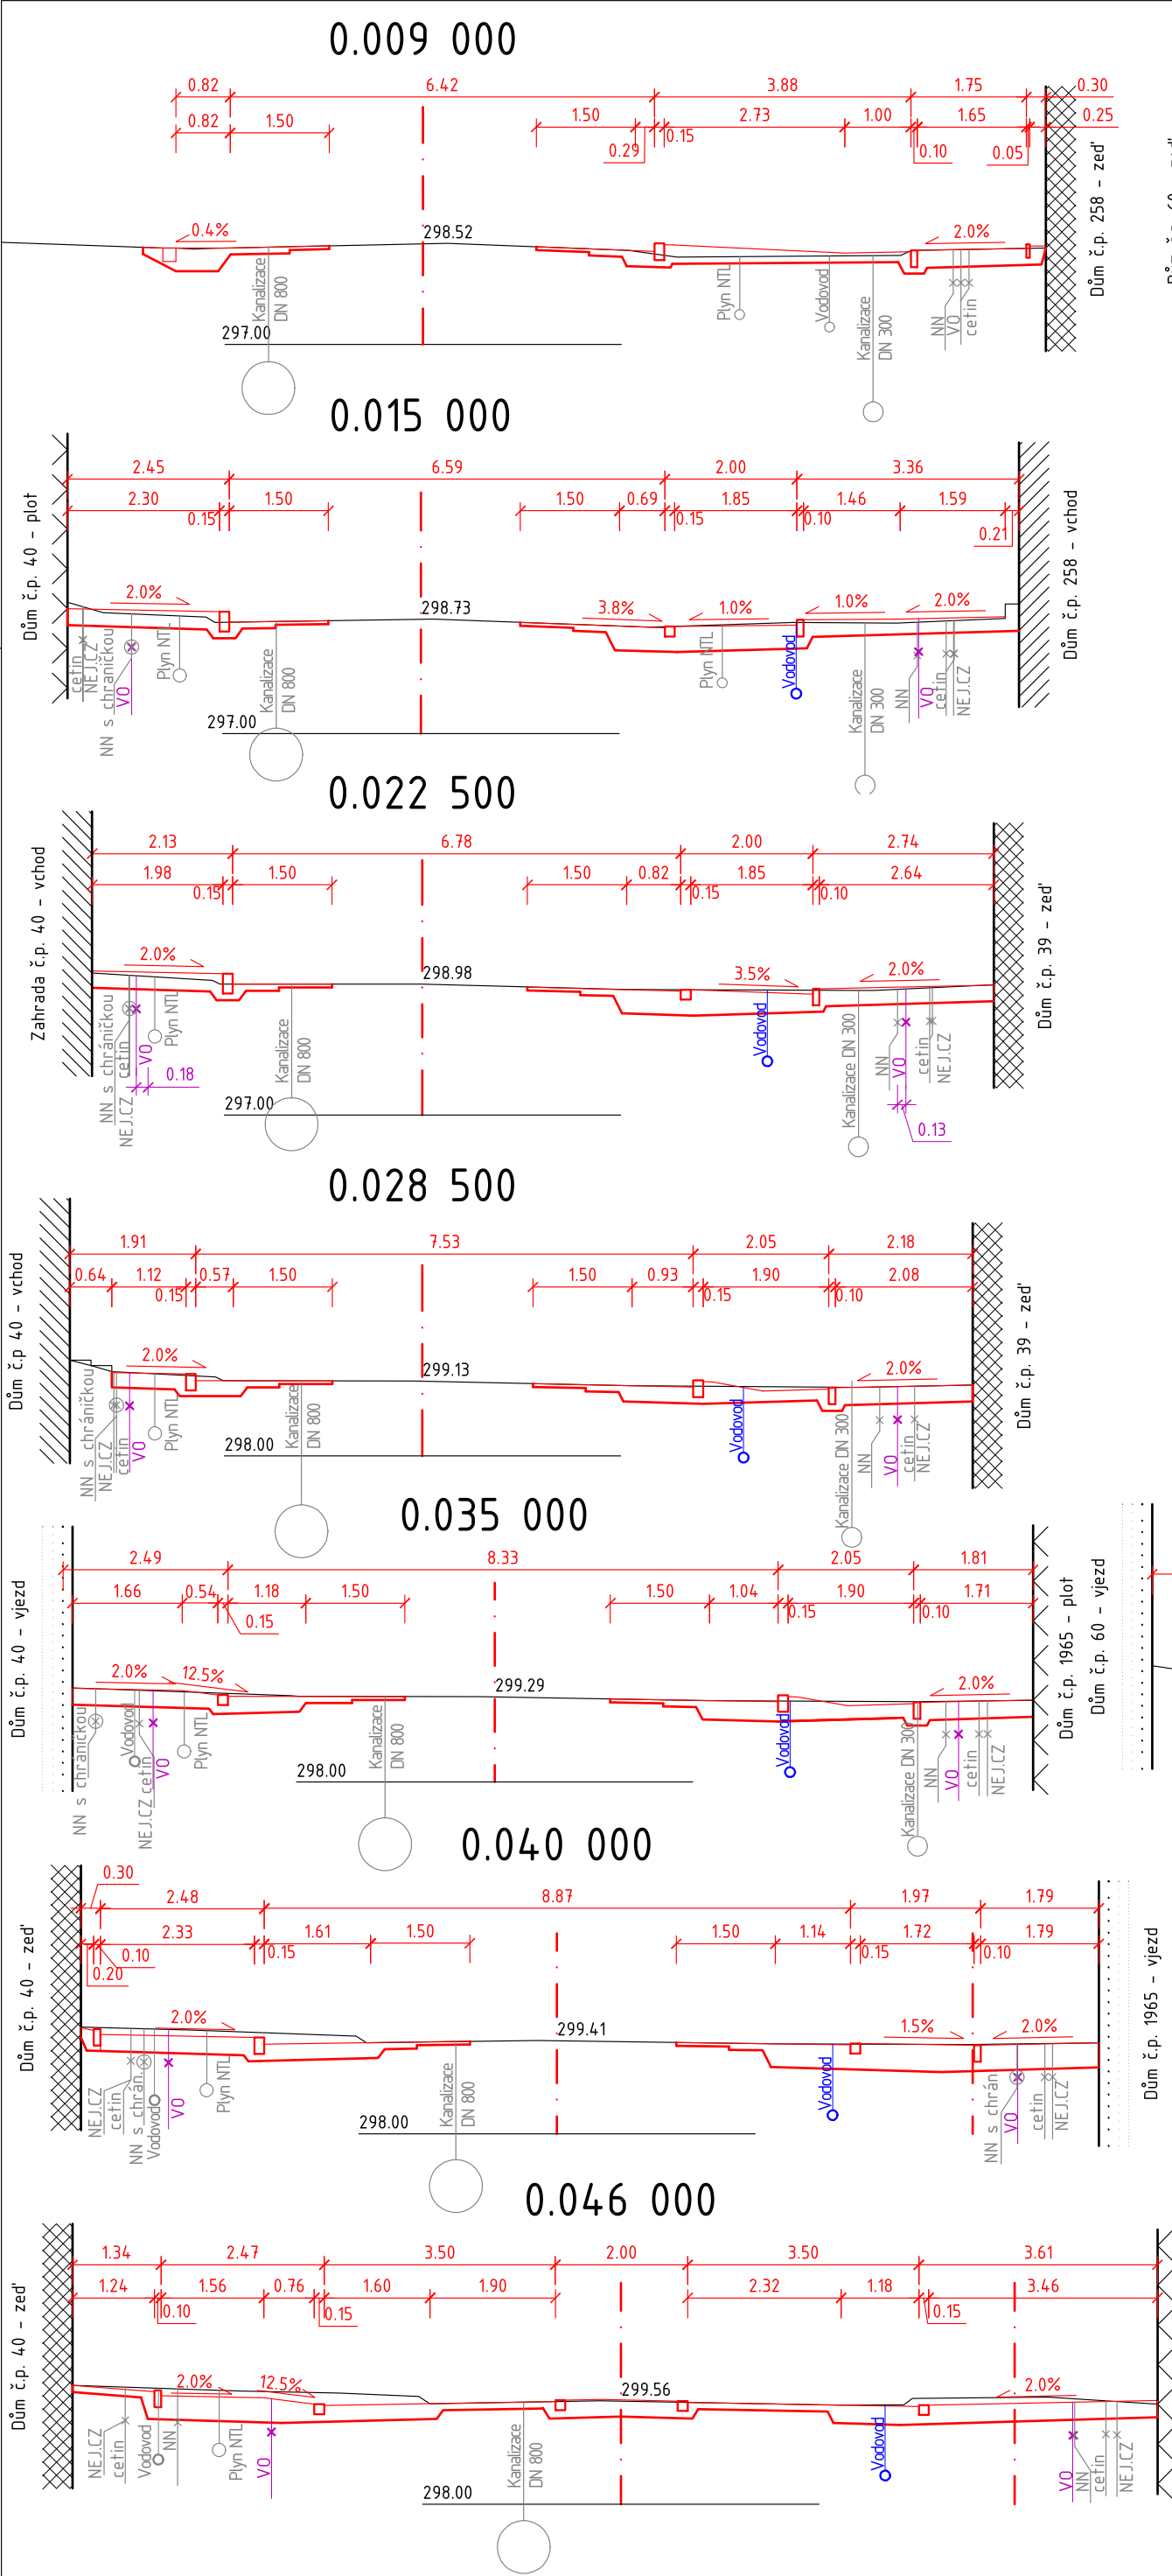 0.009 000
0.82 6.42 3.88 1.75 0.30
0.82 1.50 1.50 0.29 0.15 2.73 1.00 0.10 1.65 0.05 0.25
0.4% 298.52 2.0%
Kanalizace
DN 800
Plyn NTL
Vodovod
Kanalizace
DN 300
NN
VO
cetin
297.00
Dům č.p. 258 - zeď
0.015 000
2.45 6.59 2.00 3.36
2.30 0.15 1.50 1.50 0.69 0.15 1.85 0.10 1.46 1.59 0.21
Dům č.p. 40 - plot
2.0% 298.73 3.8% 1.0% 1.0% 2.0%
cetin
NEJ.CZ
NN s chraničkou
VO
Plyn NTL
Kanalizace
DN 800
Plyn NTL
Vodovod
Kanalizace
DN 300
NN
VO
cetin
NEJ.CZ
297.00
Dům č.p. 258 - vchod
0.022 500
2.13 6.78 2.00 2.74
1.98 0.15 1.50 1.50 0.82 0.15 1.85 0.10 2.64
Zahrada č.p. 40 - vchod
2.0% 298.98 3.5% 2.0%
NN s chráničkou
NEJ.CZ cetin
VO
Plyn NTL
0.18
Kanalizace
DN 800
Vodovod
Kanalizace DN 300
NN
VO
cetin
NEJ.CZ
0.13
297.00
Dům č.p. 39 - zeď
0.028 500
1.91 7.53 2.05 2.18
0.64 1.12 0.15 0.57 1.50 1.50 0.93 0.15 1.90 0.10 2.08
Dům č.p 40 - vchod
2.0% 299.13 2.0%
NN s chráničkou
NEJ.CZ
cetin
VO
Plyn NTL
Kanalizace
DN 800
Vodovod
Kanalizace DN 300
NN
VO
cetin
NEJ.CZ
298.00
Dům č.p. 39 - zeď
0.035 000
2.49 8.33 2.05 1.81
1.66 0.54 0.15 1.18 1.50 1.50 1.04 0.15 1.90 0.10 1.71
Dům č.p. 40 - vjezd
2.0% 12.5% 299.29 2.0%
NN s chraničkou
Vodovod
NEJ.CZ cetin
VO
Plyn NTL
Kanalizace
DN 800
Vodovod
Kanalizace DN 300
NN
VO
cetin
NEJ.CZ
298.00
Dům č.p. 1965 - plot
Dům č.p. 60 - vjezd
0.040 000
0.30 2.48 8.87 1.97 1.79
0.20 0.10 2.33 0.15 1.61 1.50 1.50 1.14 0.15 1.72 0.10 1.79
Dům č.p. 40 - zeď
2.0% 299.41 1.5% 2.0%
NEJ.CZ
cetin
NN s chrán.
Vodovod
VO
Plyn NTL
Kanalizace
DN 800
Vodovod
NN s chrán
VO
cetin
NEJ.CZ
298.00
Dům č.p. 1965 - vjezd
0.046 000
1.34 2.47 3.50 2.00 3.50 3.61
1.24 0.10 1.56 0.76 0.15 1.60 1.90 2.32 1.18 0.15 3.46
Dům č.p. 40 - zeď
2.0% 12.5% 299.56 2.0%
NEJ.CZ
cetin
Vodovod
NN
Plyn NTL
VO
Kanalizace
DN 800
Vodovod
VO
NN
cetin
NEJ.CZ
298.00